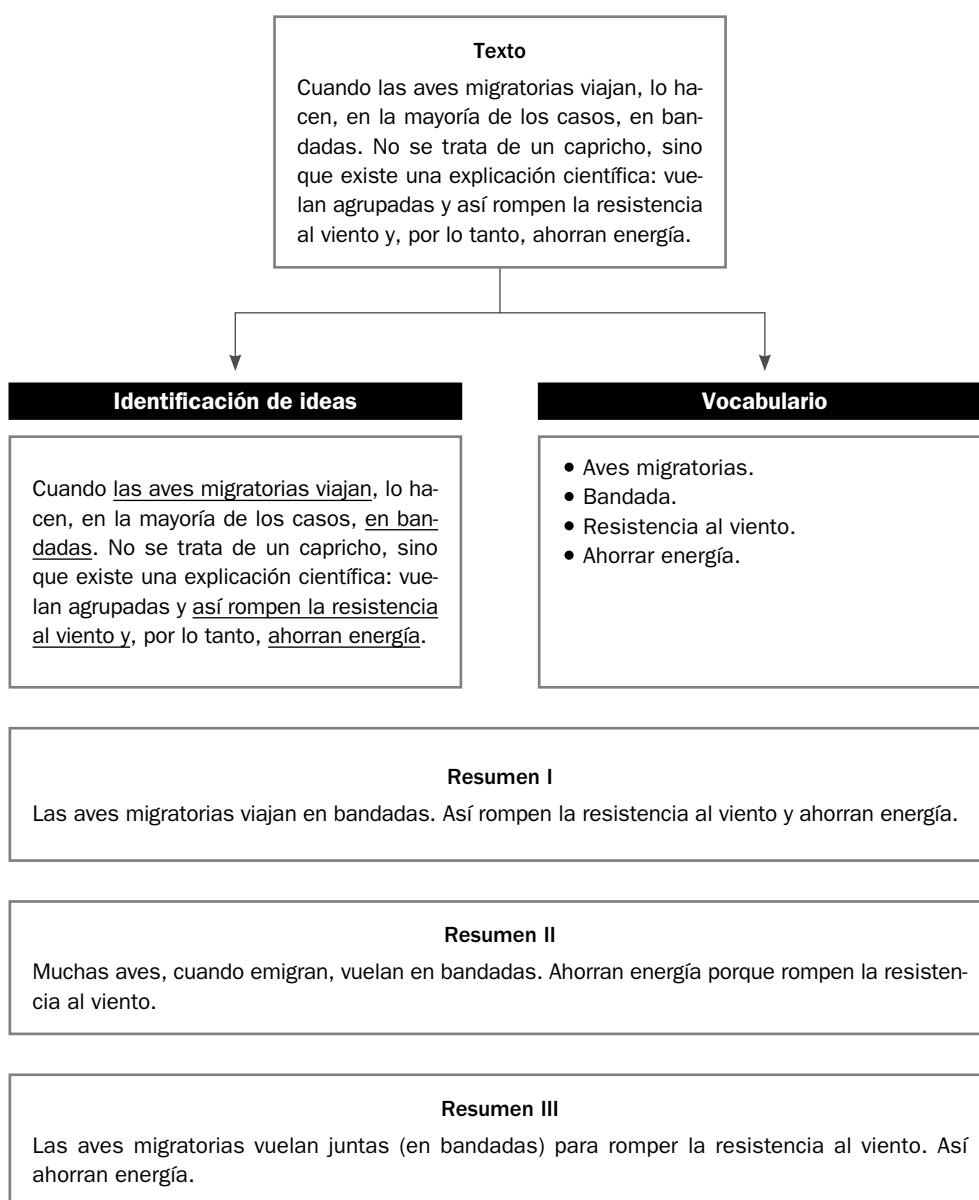 Texto
Cuando las aves migratorias viajan, lo ha-
cen, en la mayoría de los casos, en ban-
dadas. No se trata de un capricho, sino
que existe una explicación científica: vue-
lan agrupadas y así rompen la resistencia
al viento y, por lo tanto, ahorran energía.
Identificación de ideas
Cuando las aves migratorias viajan, lo ha-
cen, en la mayoría de los casos, en ban-
dadas. No se trata de un capricho, sino
que existe una explicación científica: vue-
lan agrupadas y así rompen la resistencia
al viento y, por lo tanto, ahorran energía.
Vocabulario
• Aves migratorias.
• Bandada.
• Resistencia al viento.
• Ahorrar energía.
Resumen I
Las aves migratorias viajan en bandadas. Así rompen la resistencia al viento y ahorran energía.
Resumen II
Muchas aves, cuando emigran, vuelan en bandadas. Ahorran energía porque rompen la resisten-
cia al viento.
Resumen III
Las aves migratorias vuelan juntas (en bandadas) para romper la resistencia al viento. Así
ahorran energía.